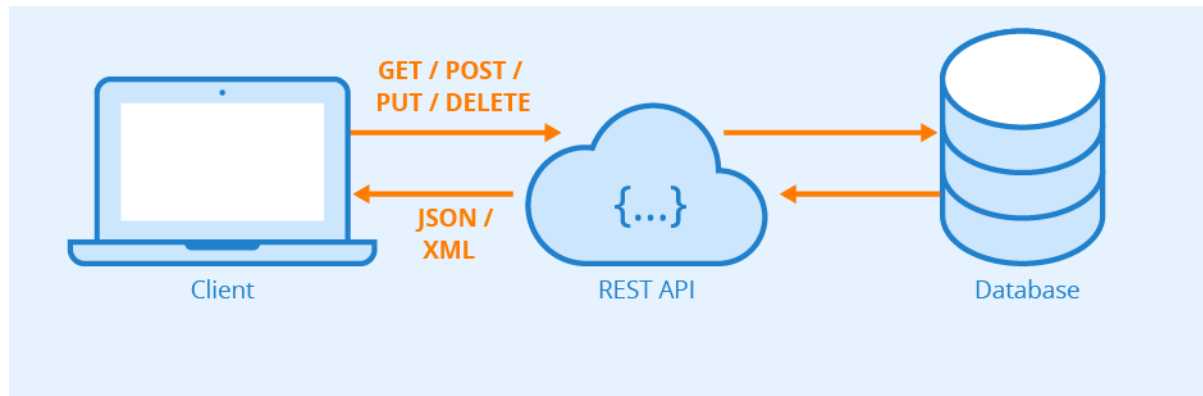 GET / POST /
PUT / DELETE
JSON /
XML
{...}
Client
REST API
Database